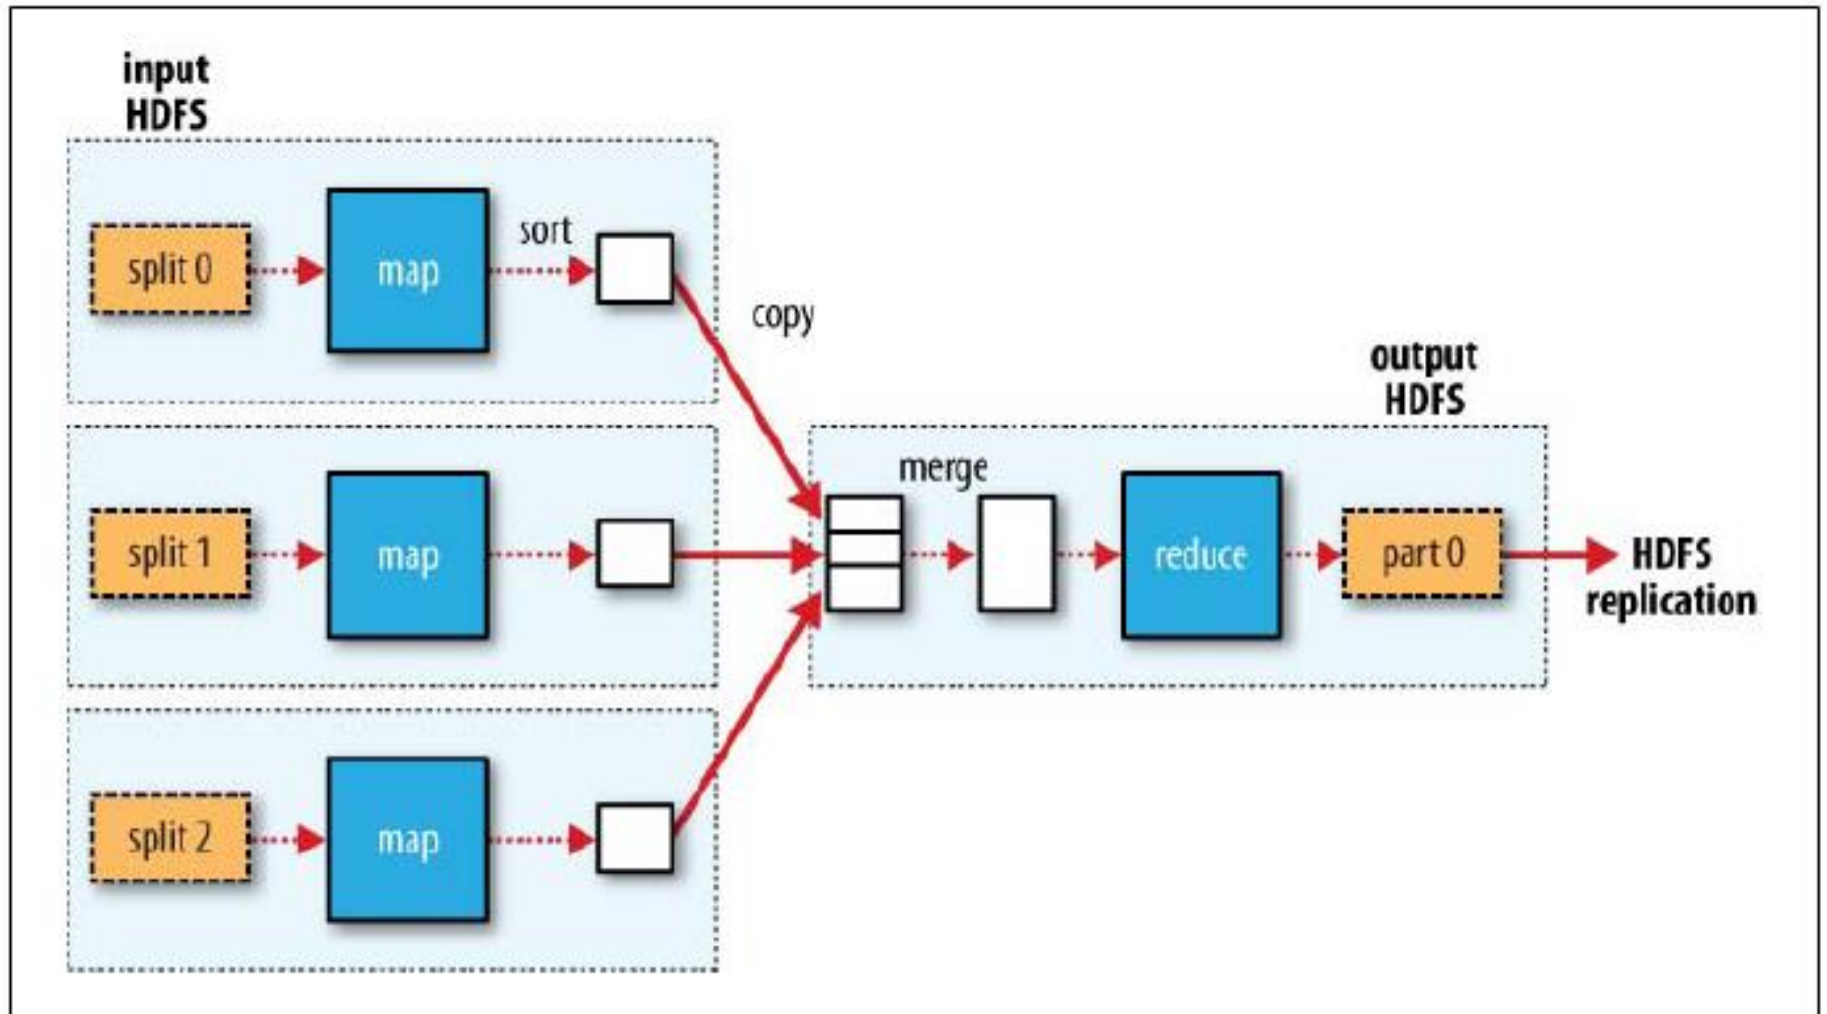 input
HDFS
split 0
map
sort
copy
split 1
map
split 2
map
merge
reduce
output
HDFS
part 0
HDFS
replication